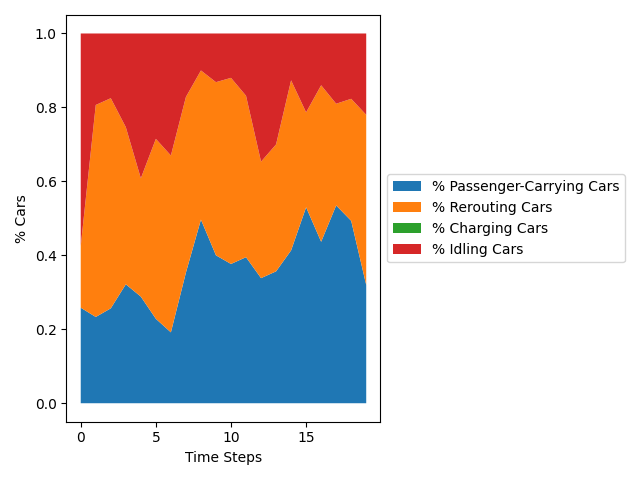 1.0
0.8
0.6
0.4
0.2
0.0
% Cars
0
5
10
15
Time Steps
% Passenger-Carrying Cars
% Rerouting Cars
% Charging Cars
% Idling Cars